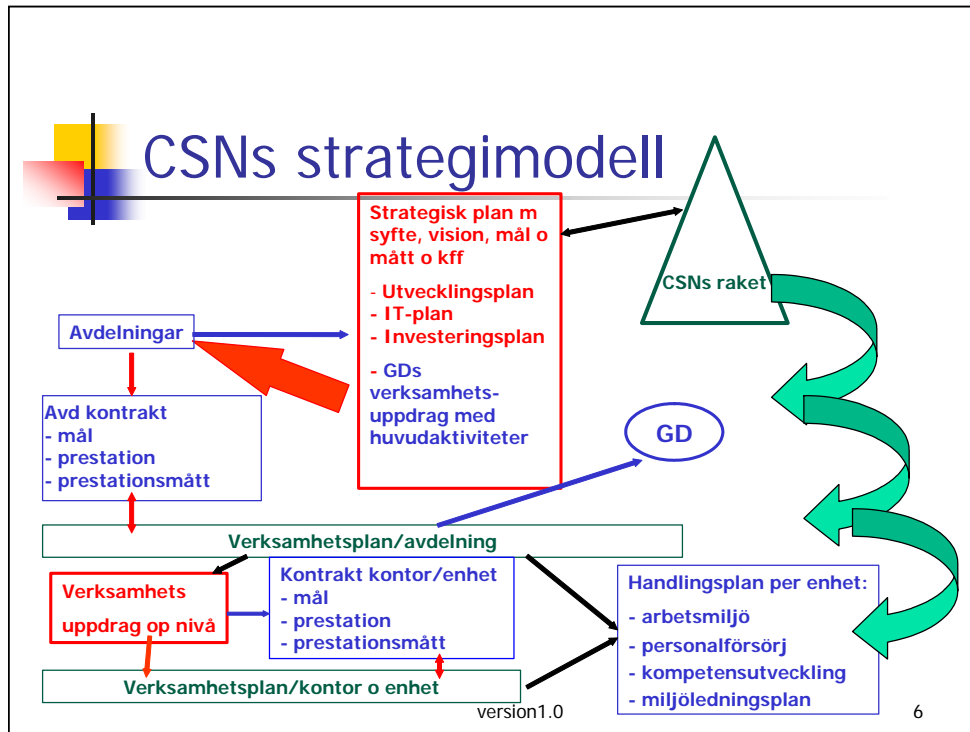 CSNs strategimodell
Strategisk plan m
syfte, vision, mål o
mått o kff
- Utvecklingsplan
- IT-plan
- Investeringsplan
- GDs
verksamhets-
uppdrag med
huvudaktiviteter
CSNs raket
Avdelningar
Avd kontrakt
- mål
- prestation
- prestationsmått
GD
Verksamhetsplan/avdelning
Verksamhets
uppdrag op nivå
Kontrakt kontor/enhet
- mål
- prestation
- prestationsmått
Handlingsplan per enhet:
- arbetsmiljö
- personalförsörj
- kompetensutveckling
- miljöledningsplan
Verksamhetsplan/kontor o enhet
version1.0
6